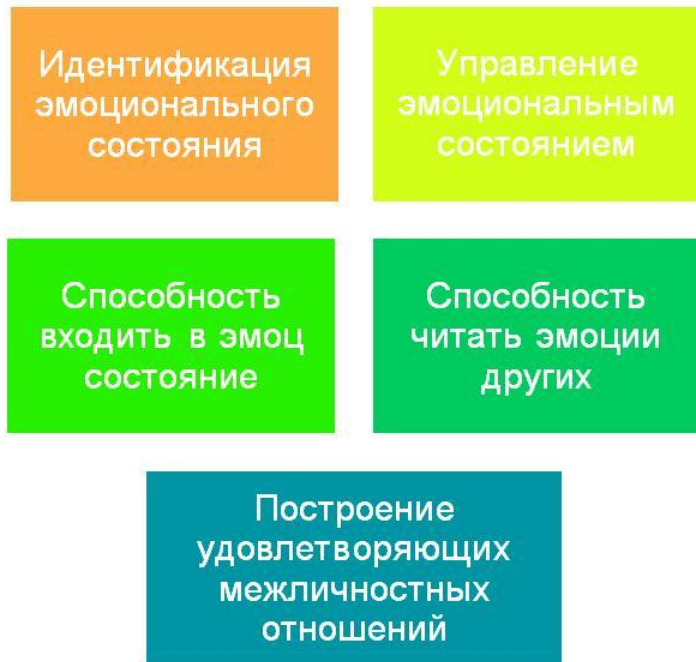 Идентификация
эмоционального
состояния
Управление
эмоциональным
состоянием
Способность
входить в эмоц
состояние
Способность
читать эмоции
других
Построение
удовлетворяющих
межличностных
отношений